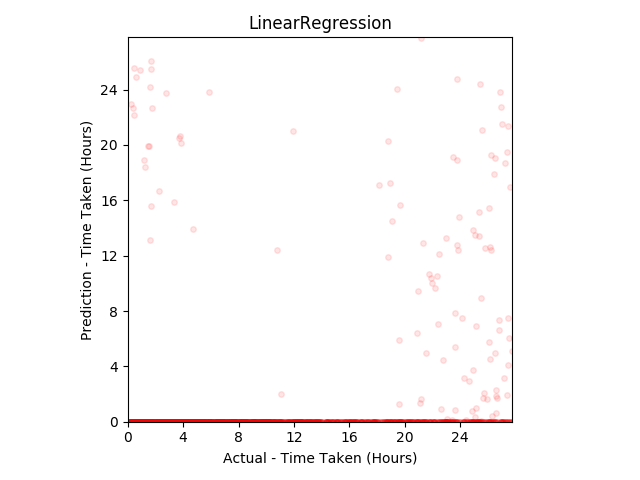 LinearRegression
Prediction - Time Taken (Hours)
24
20
16
12
8
4
0
0 4 8 12 16 20 24
Actual - Time Taken (Hours)